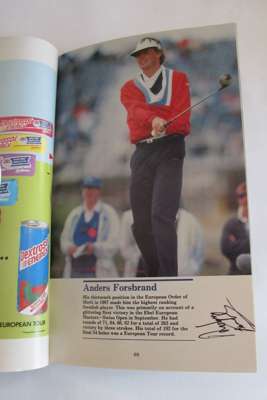 DEXTROSE
ENERGY
EUROPEAN TOUR
Anders Forsbrand
His thirteenth position in the European Order of
Merit in 1987 made him the highest ranking
Swedish player. This was primarily on account of a
glittering first victory in the Ebel European
Masters - Swiss Open in September. He had
rounds of 71, 64, 66, 62 for a total of 263 and
victory by three strokes. His total of 192 for the
final 54 holes was a European Tour record.